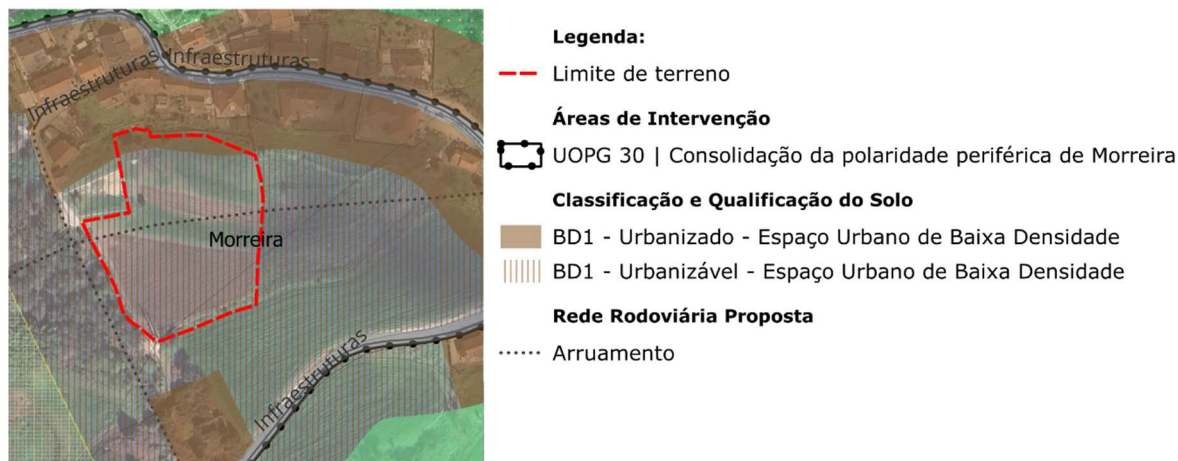 Infraestruturas
Infraestruturas
Morreira
Infraestruturas
Legenda:
Limite de terreno
Áreas de Intervenção
UOPG 30 | Consolidação da polaridade periférica de Morreira
Classificação e Qualificação do Solo
BD1 - Urbanizado - Espaço Urbano de Baixa Densidade
BD1 - Urbanizável - Espaço Urbano de Baixa Densidade
Rede Rodoviária Proposta
Arruamento